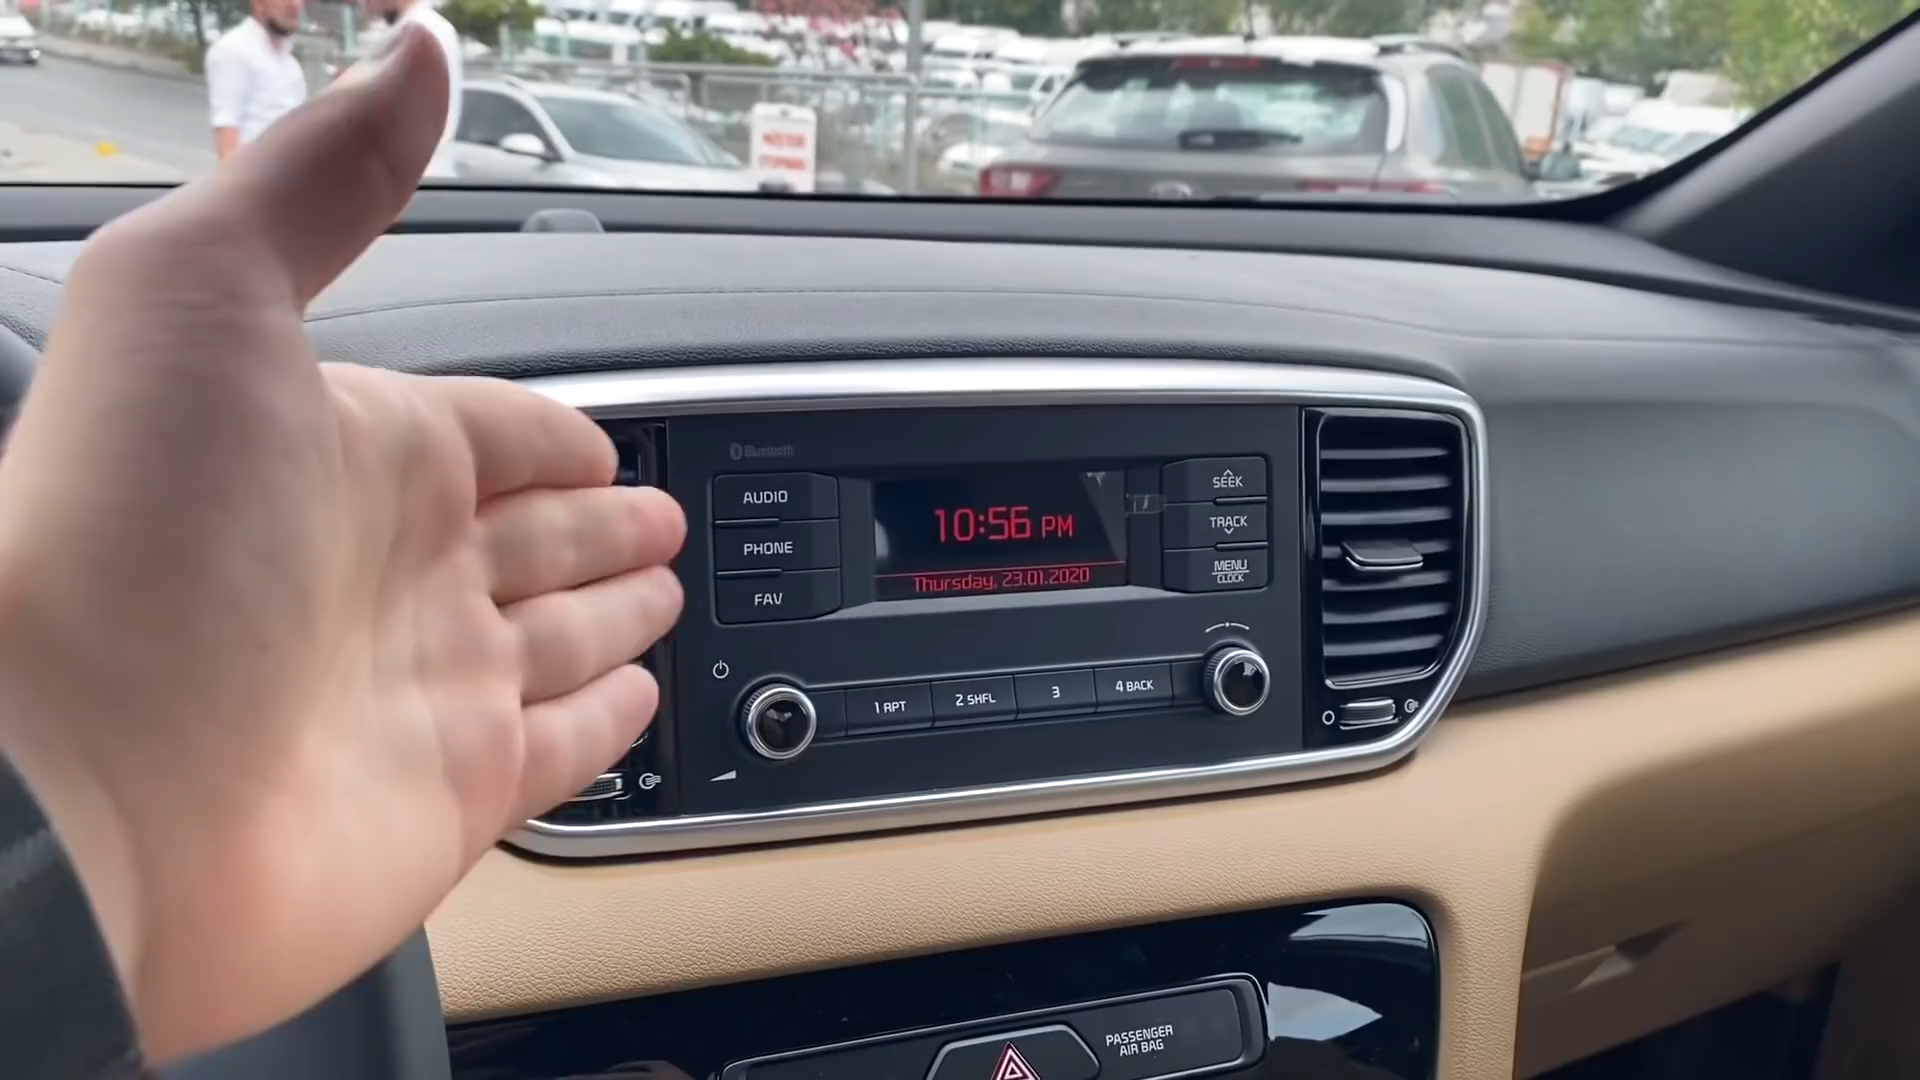 Bluetooth
AUDIO
PHONE
FAV
10:56 PM
Thursday, 23.01.2020
SEEK
TRACK
MENU
CLOCK
1 RPT
2 SHFL
3
4 BACK
PASSENGER
AIR BAG